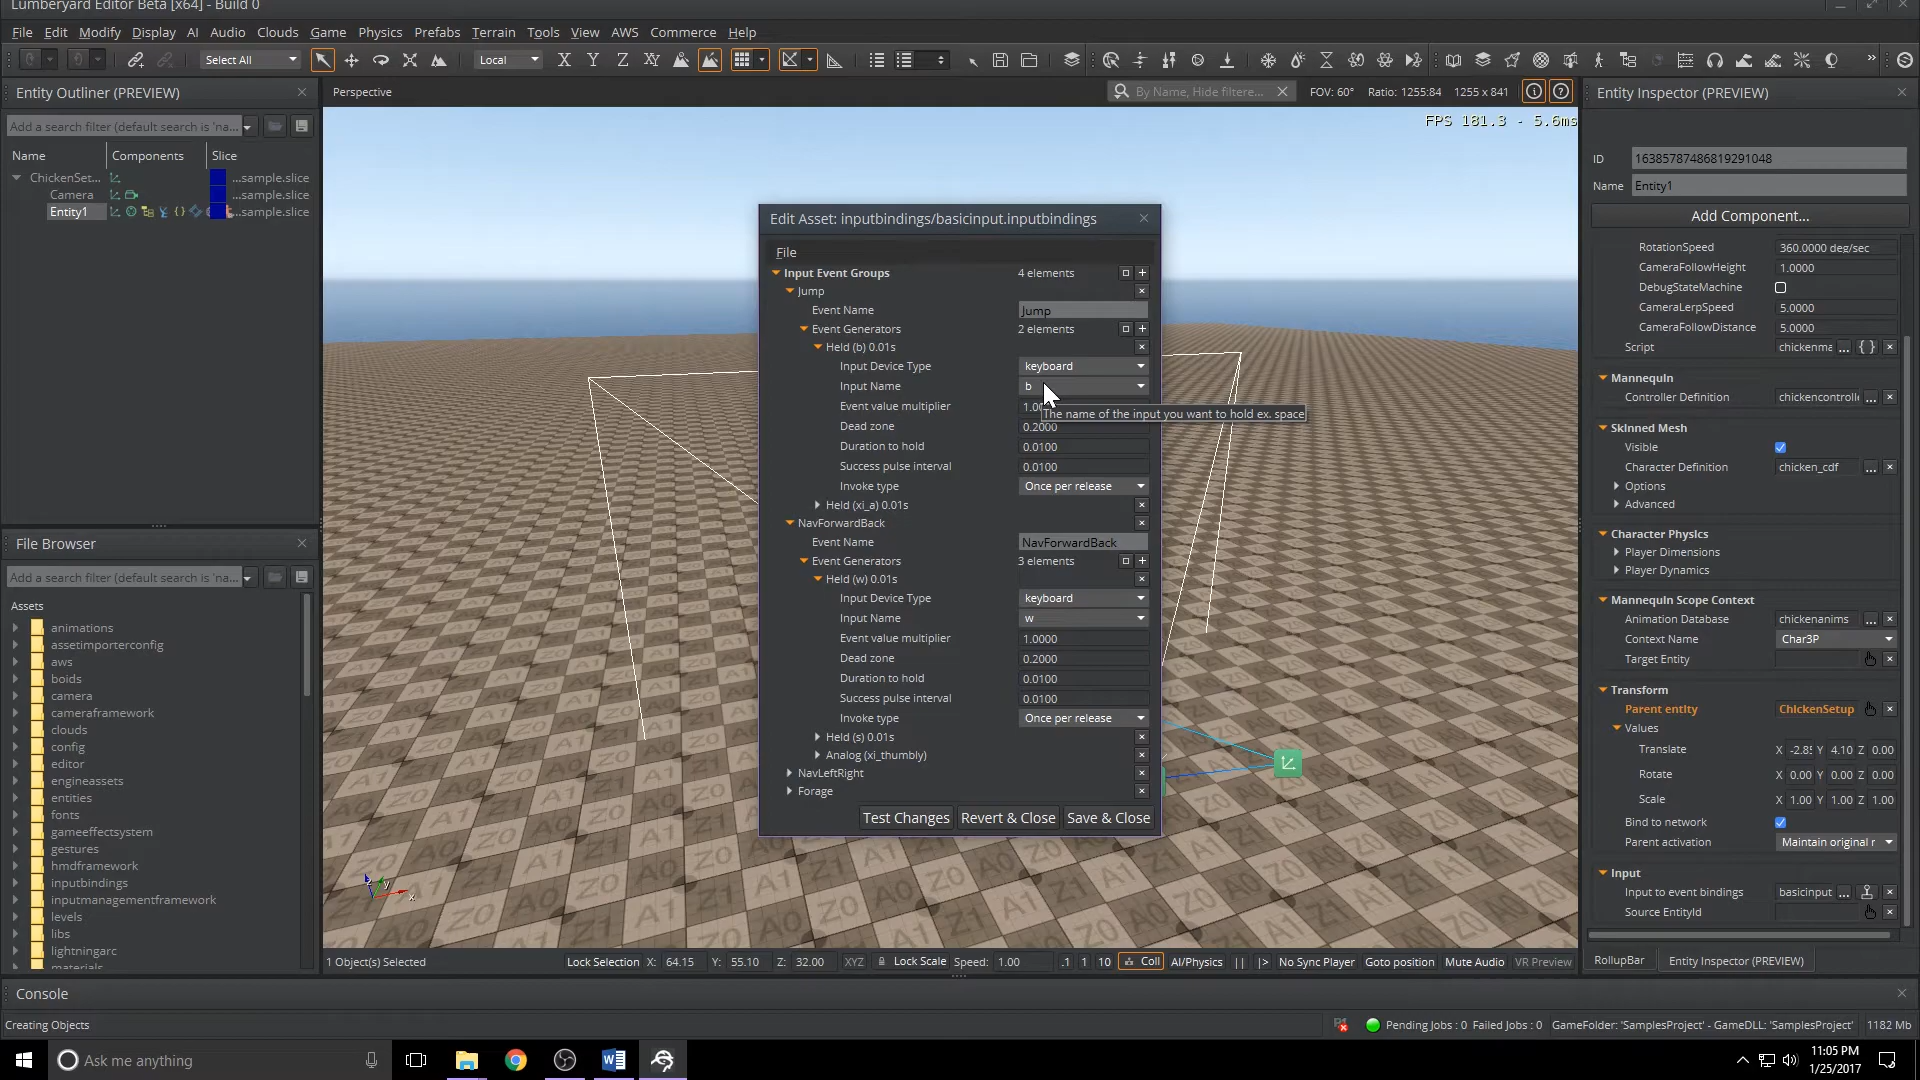 Lumberyard Editor Beta [x64] - Build 0
File Edit Modify Display AI Audio Clouds Game Physics Prefabs Terrain Tools View AWS Commerce Help
Select All Local X Y Z XY
Entity Outliner (PREVIEW)
Add a search filter (default search is 'na...
Name Components Slice
ChickenSet... ...sample.slice
Camera ...sample.slice
Entity1 ...sample.slice
File Browser
Add a search filter (default search is 'na...
Assets
animations
assetimporterconfig
aws
boids
camera
cameraframework
clouds
config
editor
engineassets
entities
fonts
gameeffectsystem
gestures
hmdframework
inputbindings
inputmanagementframework
levels
libs
lightningarc
materials
Perspective
By Name, Hide filtere...
FOV: 60° Ratio: 1255:84 1255 x 841
FPS 181.3 - 5.6ms
Edit Asset: inputbindings/basicinput.inputbindings
File
Input Event Groups 4 elements
Jump
Event Name Jump
Event Generators 2 elements
Held (b) 0.01s
Input Device Type keyboard
Input Name b
Event value multiplier 1.00
The name of the input you want to hold ex. space
Dead zone 0.2000
Duration to hold 0.0100
Success pulse interval 0.0100
Invoke type Once per release
Held (xi_a) 0.01s
NavForwardBack
Event Name NavForwardBack
Event Generators 3 elements
Held (w) 0.01s
Input Device Type keyboard
Input Name w
Event value multiplier 1.0000
Dead zone 0.2000
Duration to hold 0.0100
Success pulse interval 0.0100
Invoke type Once per release
Held (s) 0.01s
Analog (xi_thumbly)
NavLeftRight
Forage
Test Changes Revert & Close Save & Close
Entity Inspector (PREVIEW)
ID 16385787486819291048
Name Entity1
Add Component...
RotationSpeed 360.0000 deg/sec
CameraFollowHeight 1.0000
DebugStateMachine
CameraLerpSpeed 5.0000
CameraFollowDistance 5.0000
Script chickenma ... { }
Mannequin
Controller Definition chickencontroll ...
Skinned Mesh
Visible
Character Definition chicken_cdf ...
Options
Advanced
Character Physics
Player Dimensions
Player Dynamics
Mannequin Scope Context
Animation Database chickenanims ...
Context Name Char3P
Target Entity
Transform
Parent entity ChickenSetup
Values
Translate X -2.8 Y 4.10 Z 0.00
Rotate X 0.00 Y 0.00 Z 0.00
Scale X 1.00 Y 1.00 Z 1.00
Bind to network
Parent activation Maintain original r
Input
Input to event bindings basicinput ...
Source EntityId
RollupBar Entity Inspector (PREVIEW)
1 Object(s) Selected Lock Selection X: 64.15 Y: 55.10 Z: 32.00 XYZ Lock Scale Speed: 1.00 .1 1 10 Coll AI/Physics || |> No Sync Player Goto position Mute Audio VR Preview
Console
Creating Objects Pending Jobs : 0 Failed Jobs : 0 GameFolder: 'SamplesProject' - GameDLL: 'SamplesProject' 1182 Mb
Ask me anything
11:05 PM
1/25/2017